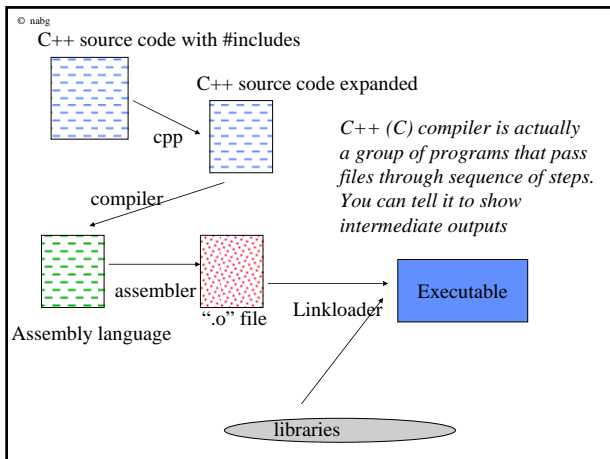 © nabg
C++ source code with #includes
C++ source code expanded
cpp
C++ (C) compiler is actually
a group of programs that pass
files through sequence of steps.
You can tell it to show
intermediate outputs
compiler
assembler
Linkloader
Executable
Assembly language
“.o” file
libraries